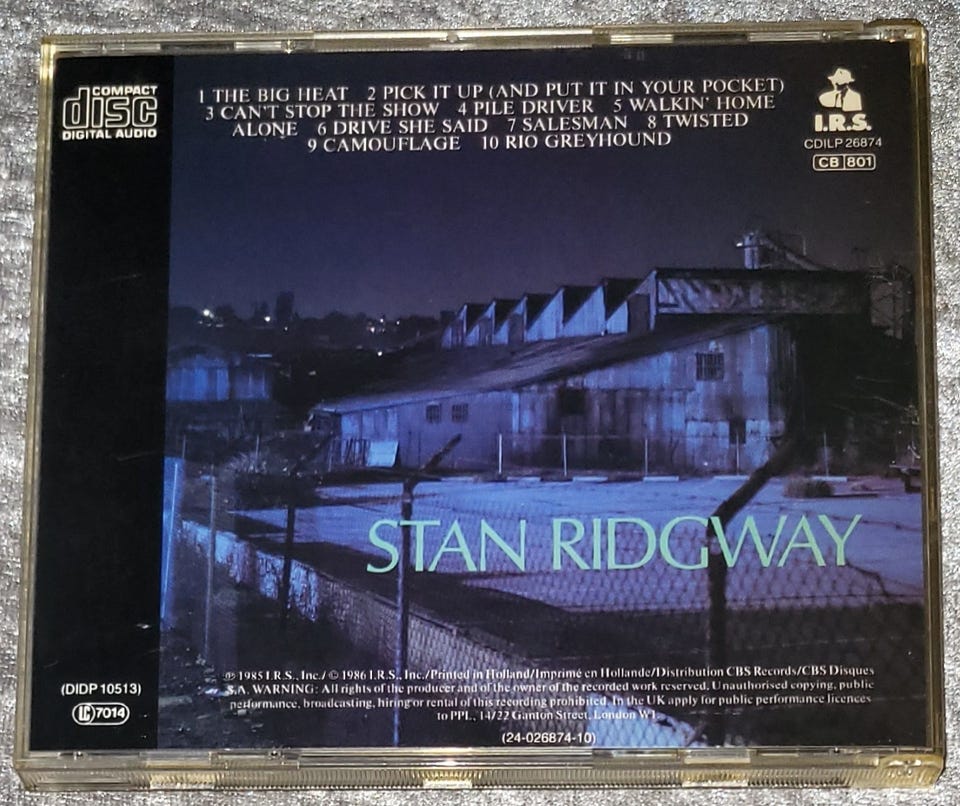 COMPACT
disc
DIGITAL AUDIO
1 THE BIG HEAT 2 PICK IT UP (AND PUT IT IN YOUR POCKET)
3 CAN'T STOP THE SHOW 4 PILE DRIVER 5 WALKIN' HOME
ALONE 6 DRIVE SHE SAID 7 SALESMAN 8 TWISTED
9 CAMOUFLAGE 10 RIO GREYHOUND
I.R.S.
CDILP 26874
CB 801
STAN RIDGWAY
℗ 1985 I.R.S., Inc./ © 1986 I.R.S., Inc./Printed in Holland/Imprimé en Hollande/Distribution CBS Records/CBS Disques
S.A. WARNING: All rights of the producer and of the owner of the recorded work reserved. Unauthorised copying, public
performance, broadcasting, hiring or rental of this recording prohibited. In the UK apply for public performance licences
to PPL, 14/22 Ganton Street, London W1.
(24-026874-10)
(DIDP 10513)
LC 7014